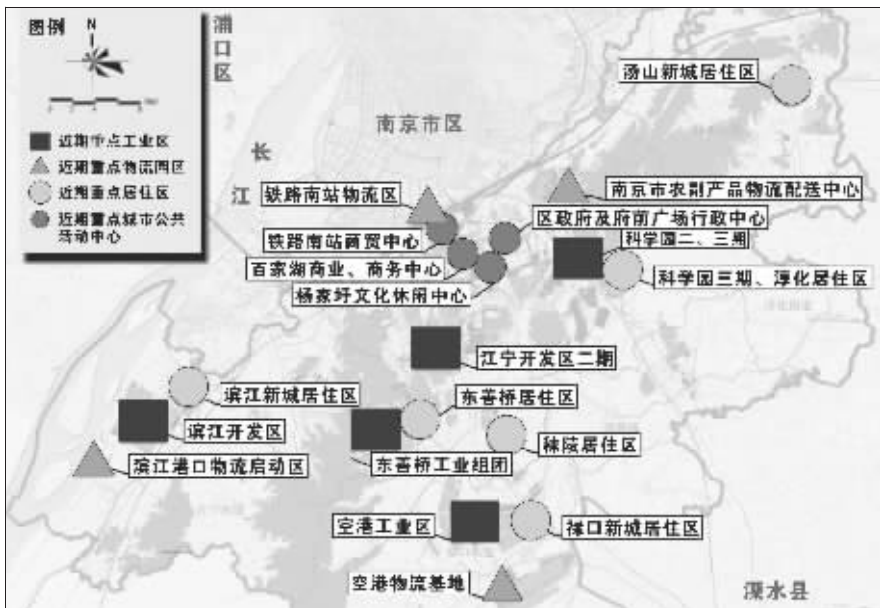 图例
N
近期重点工业区
近期重点物流园区
近期重点居住区
近期重点城市公共
活动中心
浦口区
长江
南京市区
汤山新城居住区
铁路南站物流区
南京市农副产品物流配送中心
区政府及府前广场行政中心
铁路南站商贸中心
科学园二、三期
百家湖商业、商务中心
科学园三期、淳化居住区
杨家圩文化休闲中心
江宁开发区二期
滨江新城居住区
东善桥居住区
滨江开发区
秣陵居住区
滨江港口物流启动区
东善桥工业组团
空港工业区
禄口新城居住区
空港物流基地
溧水县